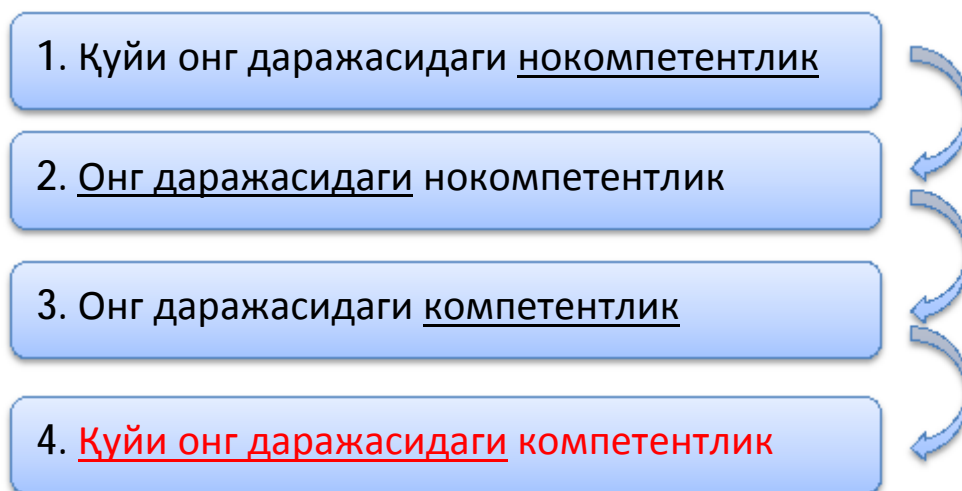 1. Қуйи онг даражасидаги нокомпетентлик
2. Онг даражасидаги нокомпетентлик
3. Онг даражасидаги компетентлик
4. Қуйи онг даражасидаги компетентлик